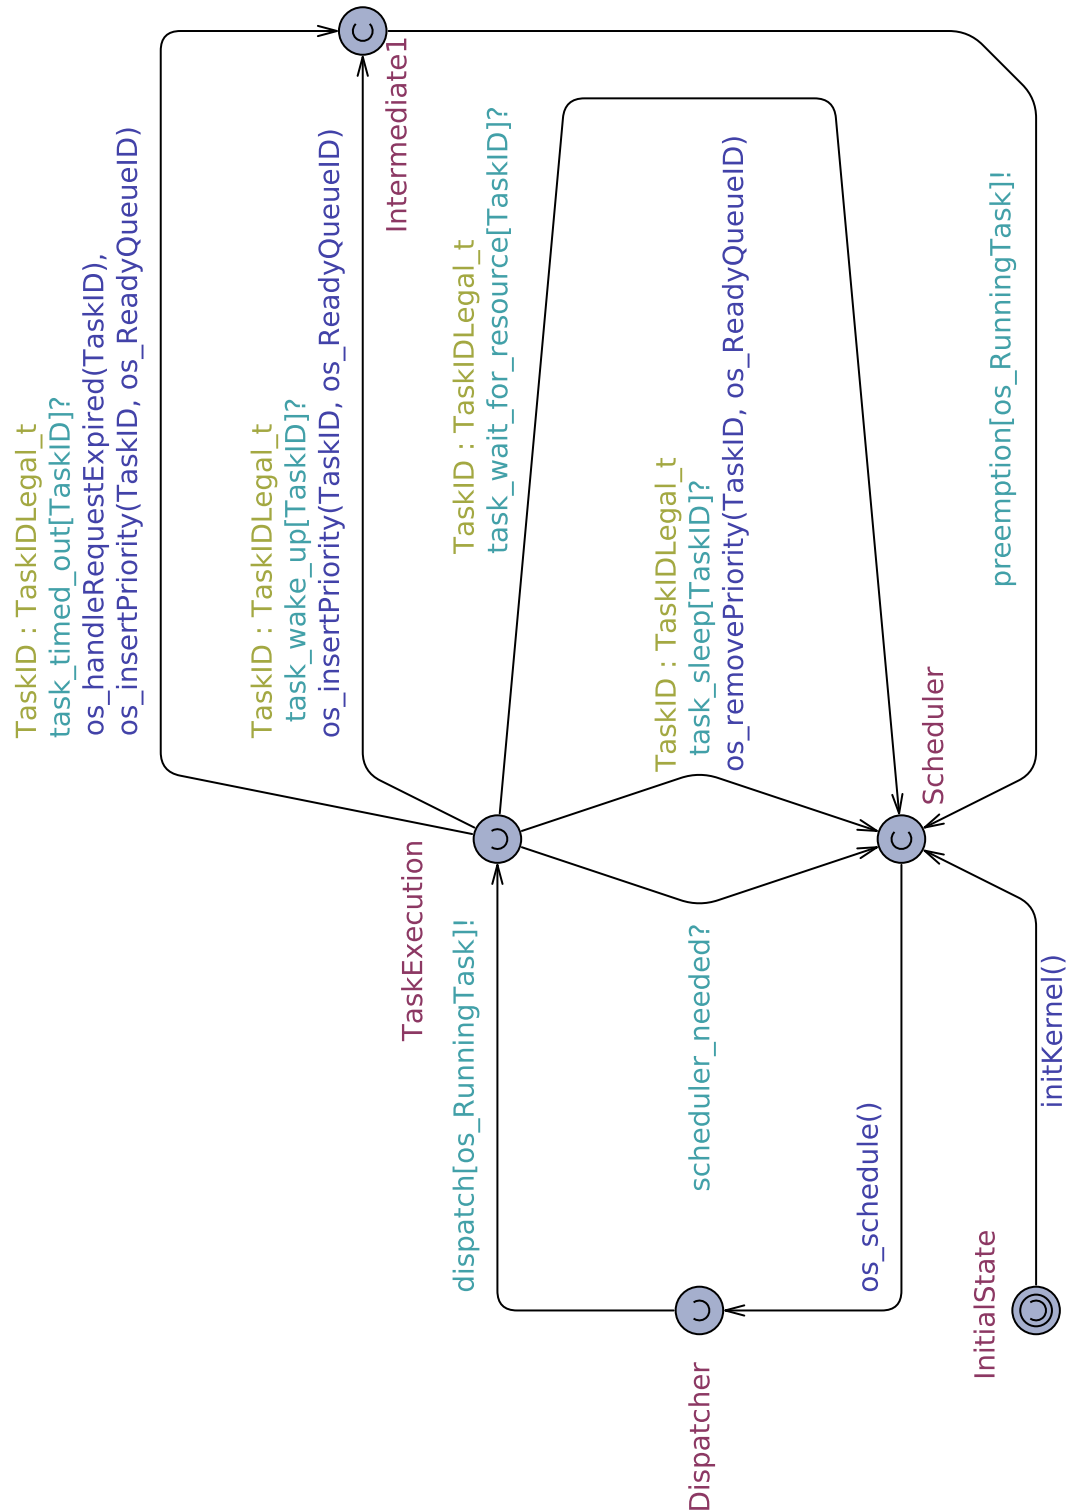 TaskID : TaskIDLegal_t
task_timed_out[TaskID]?
os_handleRequestExpired(TaskID),
os_insertPriority(TaskID, os_ReadyQueueID)
TaskID : TaskIDLegal_t
task_wake_up[TaskID]?
os_insertPriority(TaskID, os_ReadyQueueID)
Intermediate1
TaskExecution
TaskID : TaskIDLegal_t
task_wait_for_resource[TaskID]?
dispatch[os_RunningTask]!
TaskID : TaskIDLegal_t
task_sleep[TaskID]?
os_removePriority(TaskID, os_ReadyQueueID)
scheduler_needed?
Dispatcher
os_schedule()
Scheduler
preemption[os_RunningTask]!
InitialState
initKernel()